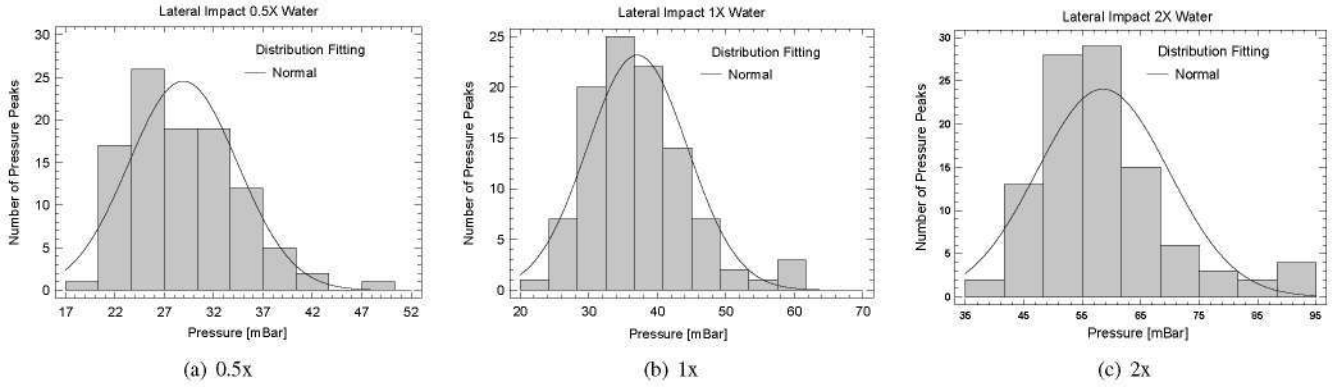 Lateral Impact 0.5X Water
30
25
20
15
10
5
0
Number of Pressure Peaks
Distribution Fitting
Normal
17 22 27 32 37 42 47 52
Pressure [mBar]
(a) 0.5x
Lateral Impact 1X Water
25
20
15
10
5
0
Number of Pressure Peaks
Distribution Fitting
Normal
20 30 40 50 60 70
Pressure [mBar]
(b) 1x
Lateral Impact 2X Water
30
25
20
15
10
5
0
Number of Pressure Peaks
Distribution Fitting
Normal
35 45 55 65 75 85 95
Pressure [mBar]
(c) 2x